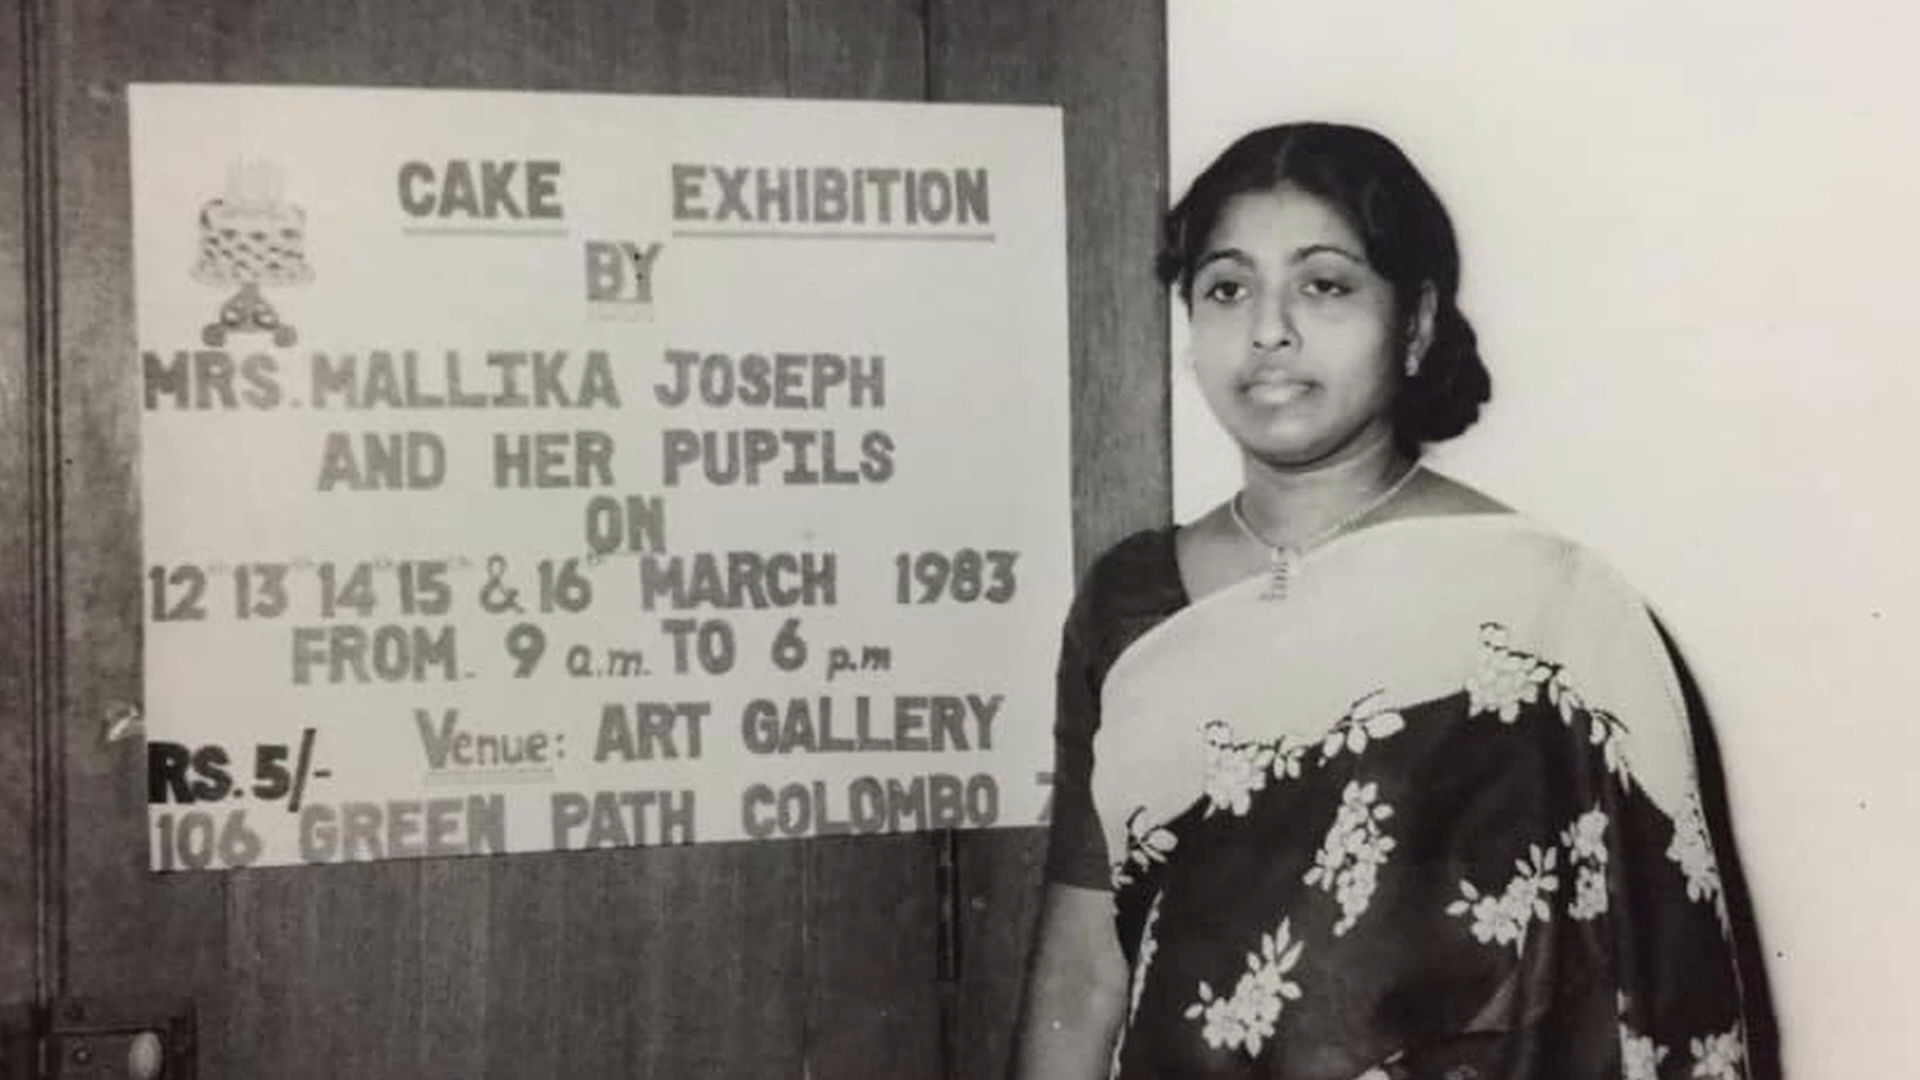 CAKE EXHIBITION
BY
MRS. MALLIKA JOSEPH
AND HER PUPILS
ON
12th 13th 14th 15th & 16th MARCH 1983
FROM. 9 a.m. TO 6 p.m
RS. 5/- Venue: ART GALLERY
106 GREEN PATH COLOMBO 7